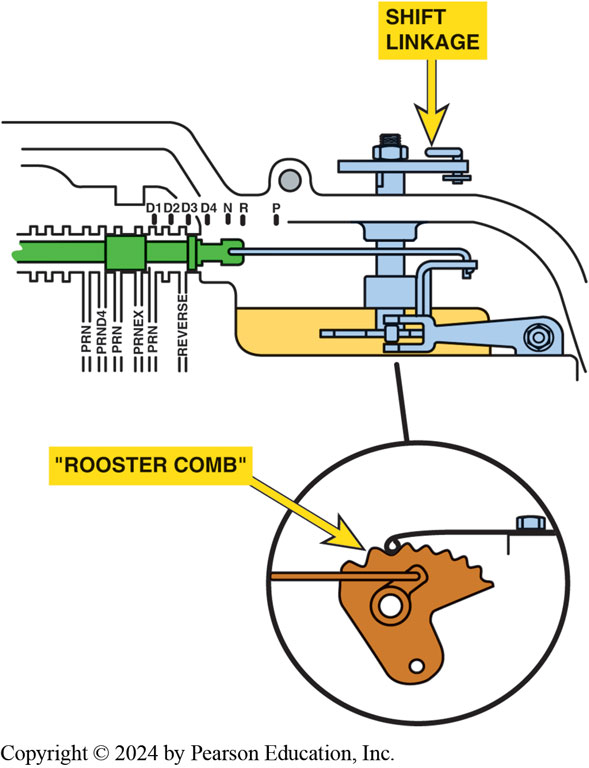 SHIFT
LINKAGE
D1 D2 D3 D4 N R P
PRN
PRND4
PRN
PRNEX
PRN
REVERSE
"ROOSTER COMB"
Copyright © 2024 by Pearson Education, Inc.